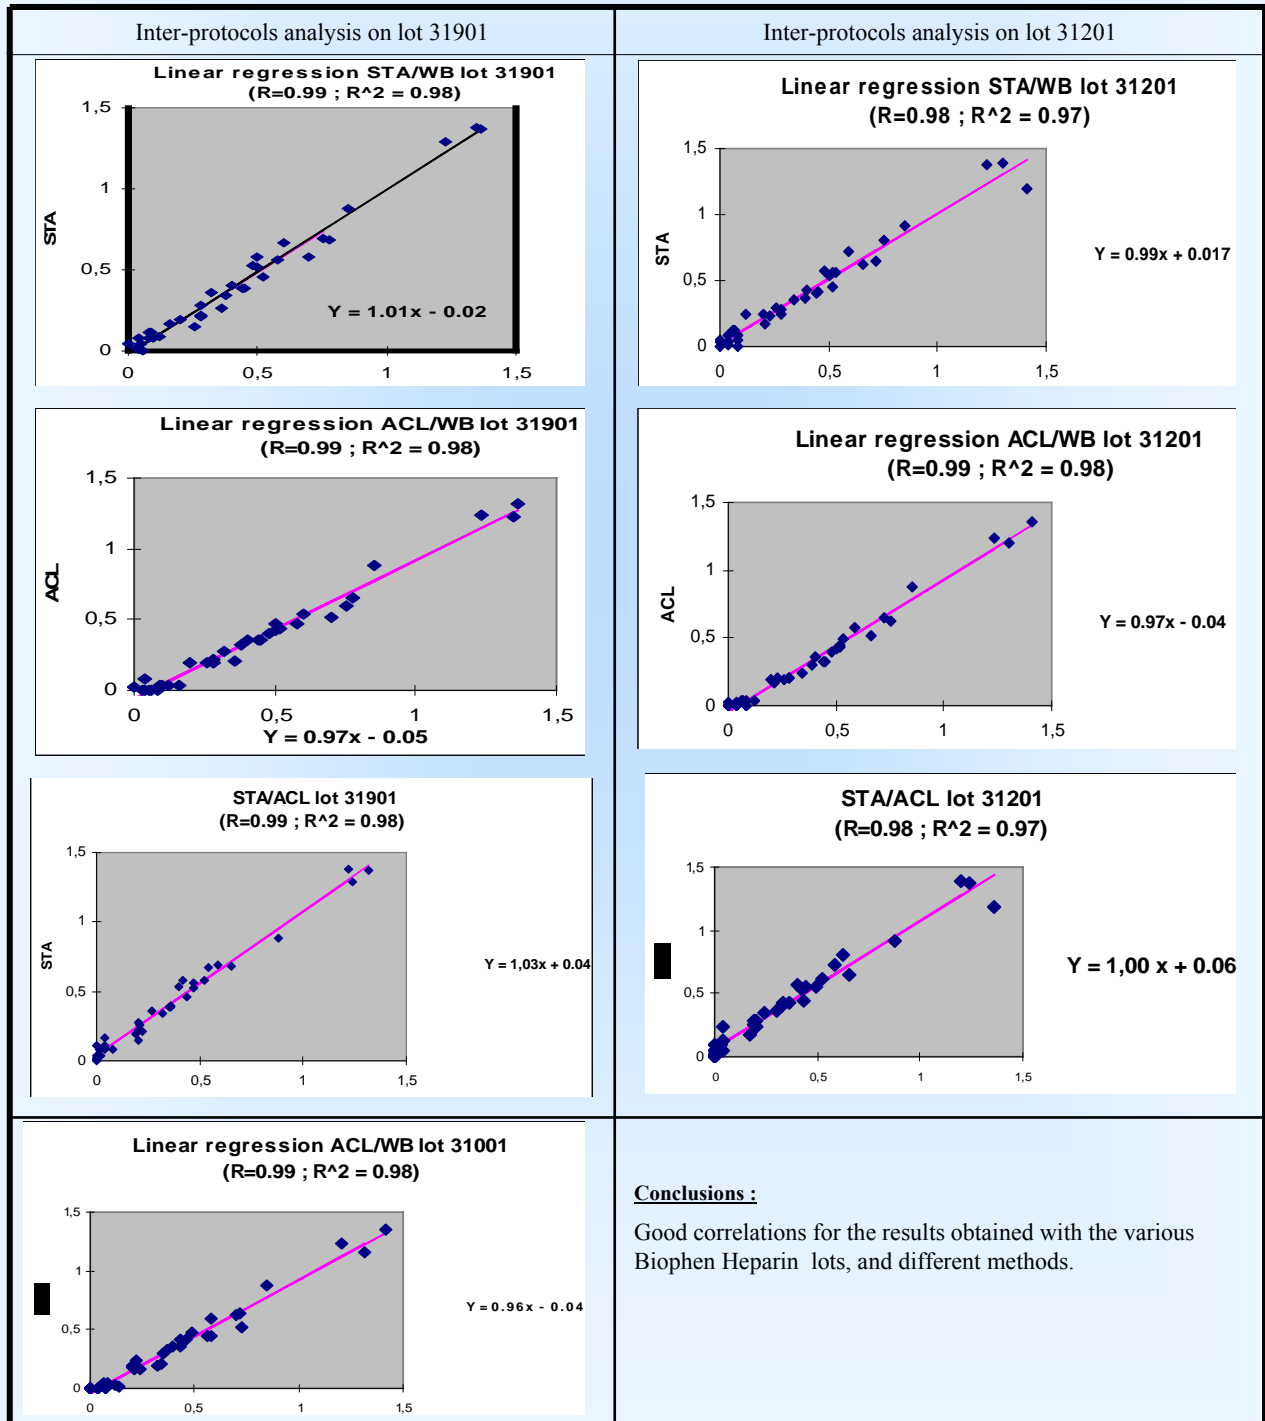 Inter-protocols analysis on lot 31901
Inter-protocols analysis on lot 31201
Linear regression STA/WB lot 31901
(R=0.99 ; R^2 = 0.98)
1,5
1
0,5
0
STA
Y = 1.01x - 0.02
0 0,5 1 1,5
Linear regression STA/WB lot 31201
(R=0.98 ; R^2 = 0.97)
1,5
1
0,5
0
STA
Y = 0.99x + 0.017
0 0,5 1 1,5
Linear regression ACL/WB lot 31901
(R=0.99 ; R^2 = 0.98)
1,5
1
0,5
0
ACL
0 0,5 1 1,5
Y = 0.97x - 0.05
Linear regression ACL/WB lot 31201
(R=0.99 ; R^2 = 0.98)
1,5
1
0,5
0
ACL
Y = 0.97x - 0.04
0 0,5 1 1,5
STA/ACL lot 31901
(R=0.99 ; R^2 = 0.98)
1,5
1
0,5
0
STA
Y = 1,03x + 0.04
0 0,5 1 1,5
STA/ACL lot 31201
(R=0.98 ; R^2 = 0.97)
1,5
1
0,5
0
Y = 1,00 x + 0.06
0 0,5 1 1,5
Linear regression ACL/WB lot 31001
(R=0.99 ; R^2 = 0.98)
1,5
1
0,5
0
Y = 0.96x - 0.04
0 0,5 1 1,5
Conclusions :
Good correlations for the results obtained with the various
Biophen Heparin lots, and different methods.